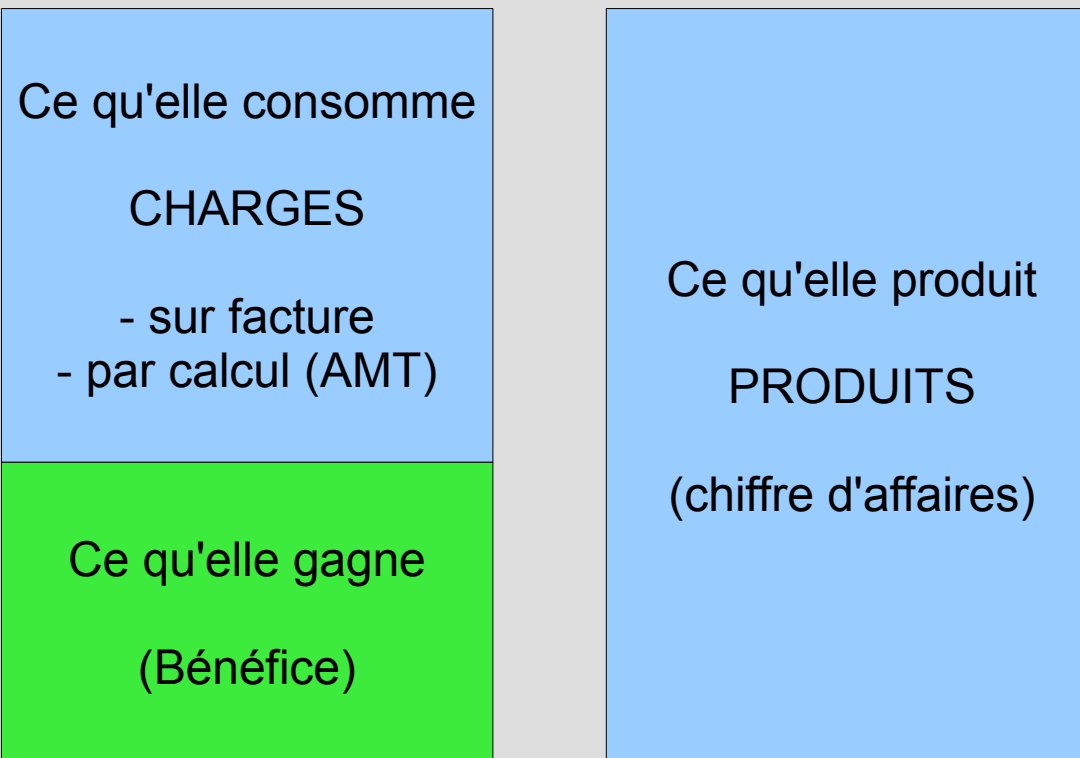 Ce qu'elle consomme
CHARGES
- sur facture
- par calcul (AMT)
Ce qu'elle gagne
(Bénéfice)
Ce qu'elle produit
PRODUITS
(chiffre d'affaires)